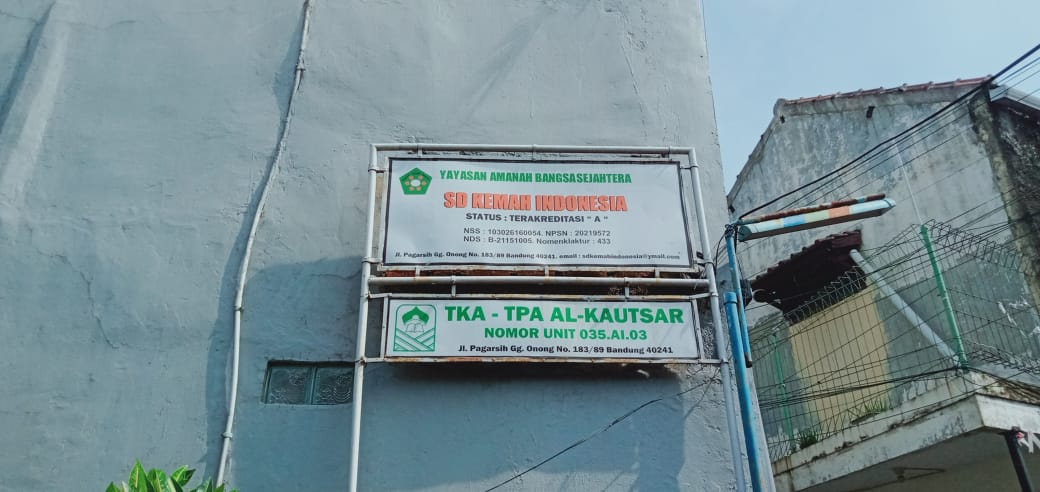 YAYASAN AMANAH BANGSASEJAHTERA
SD KEMAH INDONESIA
STATUS : TERAKREDITASI " A "
NSS : 103026160054. NPSN : 20219572
NDS : B-21151005. Nomenklaktur : 433
Jl. Pagarsih Gg. Onong No. 183/89 Bandung 40241. email : sdkemahindonesia@ymail.com
TKA - TPA AL-KAUTSAR
NOMOR UNIT 035.AI.03
Jl. Pagarsih Gg. Onong No. 183/89 Bandung 40241